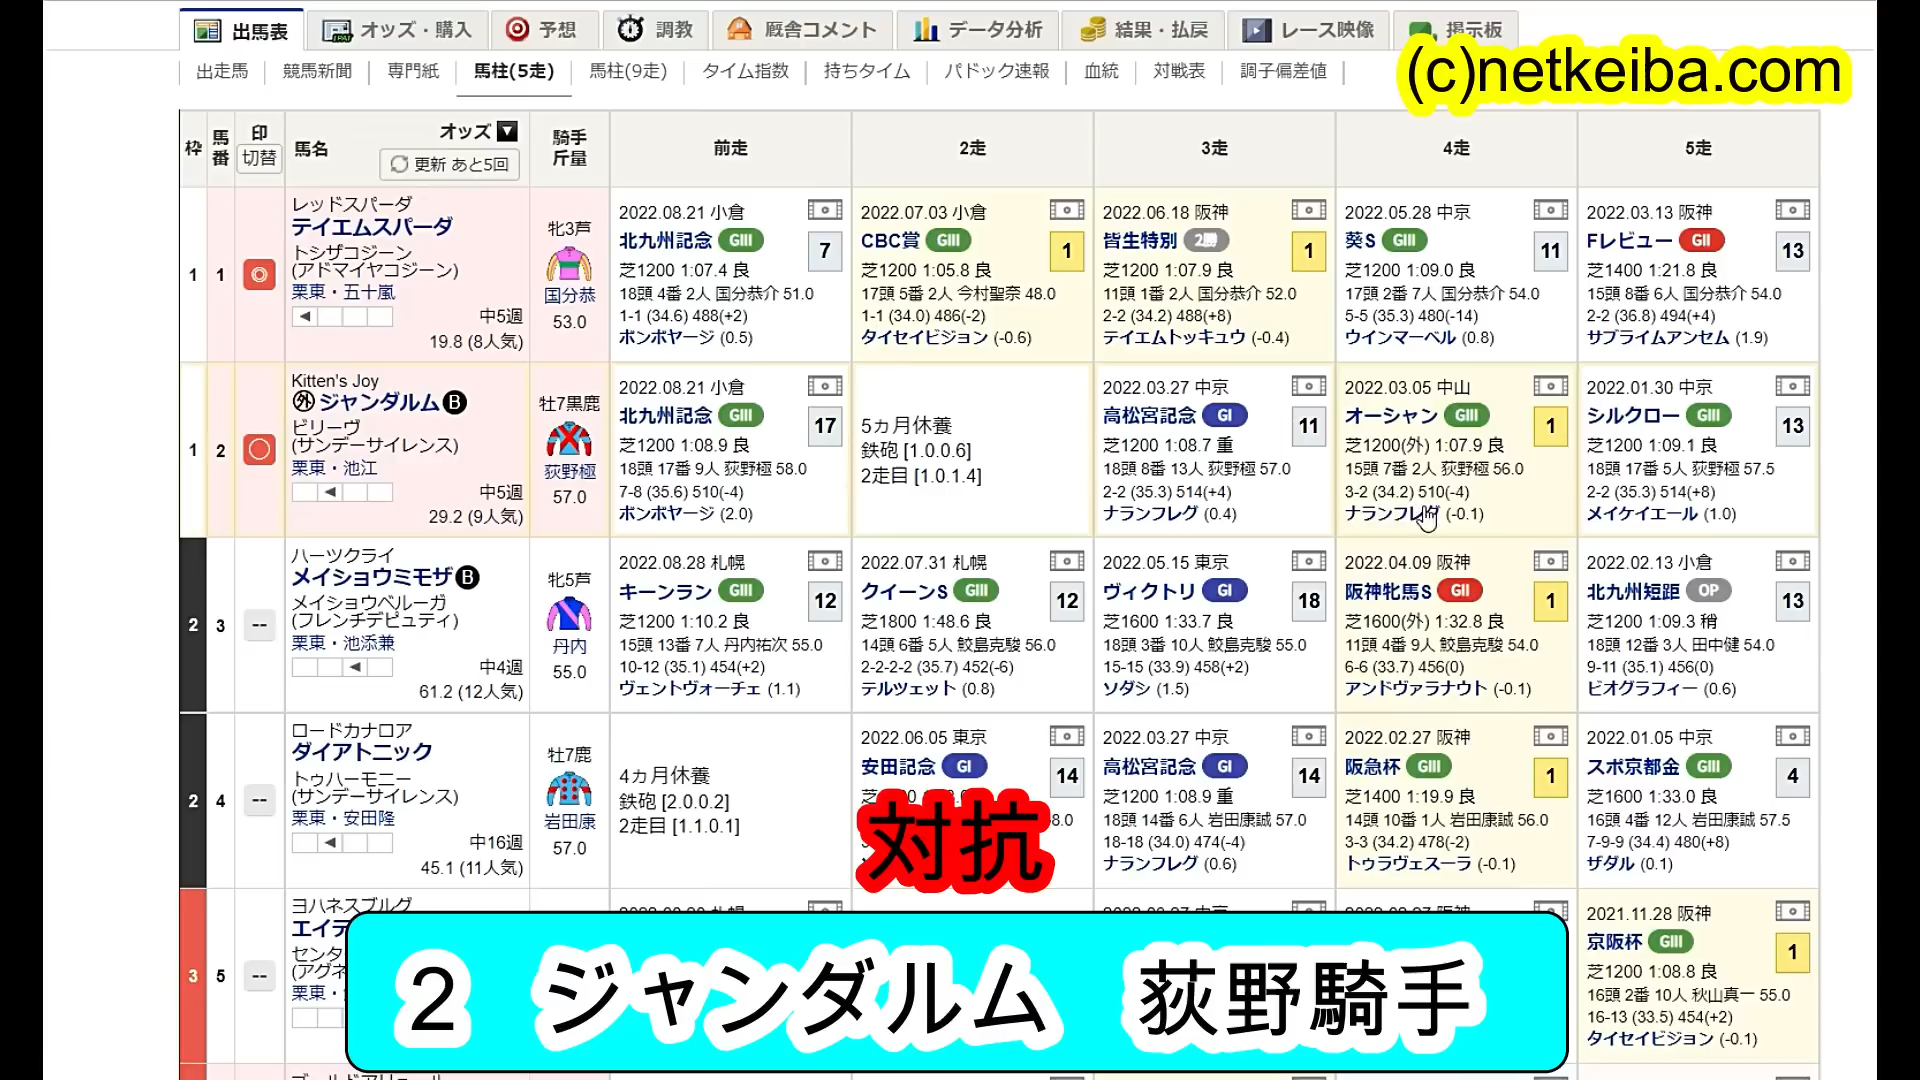 出馬表 オッズ・購入 予想 調教 厩舎コメント データ分析 結果・払戻 レース映像 掲示板
出走馬 競馬新聞 専門紙 馬柱(5走) 馬柱(9走) タイム指数 持ちタイム パドック速報 血統 対戦表 調子偏差値
(c)netkeiba.com
枠 馬番 印 切替 馬名 オッズ 更新 あと5回 騎手 斤量 前走 2走 3走 4走 5走
1 1 ◎
レッドスパーダ
テイエムスパーダ
トシザコジーン
(アドマイヤコジーン)
栗東・五十嵐
中5週
19.8 (8人気)
牝3芦
国分恭
53.0
2022.08.21 小倉
北九州記念 GIII 7
芝1200 1:07.4 良
18頭 4番 2人 国分恭介 51.0
1-1 (34.6) 488(+2)
ボンボヤージ (0.5)
2022.07.03 小倉
CBC賞 GIII 1
芝1200 1:05.8 良
17頭 5番 2人 今村聖奈 48.0
1-1 (34.0) 486(-2)
タイセイビジョン (-0.6)
2022.06.18 阪神
皆生特別 2勝 1
芝1200 1:07.9 良
11頭 1番 2人 国分恭介 52.0
2-2 (34.2) 488(+8)
テイエムトッキュウ (-0.4)
2022.05.28 中京
葵S GIII 11
芝1200 1:09.0 良
17頭 2番 7人 国分恭介 54.0
5-5 (35.3) 480(-14)
ウインマーベル (0.8)
2022.03.13 阪神
Fレビュー GII 13
芝1400 1:21.8 良
15頭 8番 6人 国分恭介 54.0
2-2 (36.8) 494(+4)
サブライムアンセム (1.9)
1 2 ○
Kitten's Joy
外 ジャンダルム B
ビリーヴ
(サンデーサイレンス)
栗東・池江
中5週
29.2 (9人気)
牡7黒鹿
荻野極
57.0
2022.08.21 小倉
北九州記念 GIII 17
芝1200 1:08.9 良
18頭 17番 9人 荻野極 58.0
7-8 (35.6) 510(-4)
ボンボヤージ (2.0)
5ヵ月休養
鉄砲 [1.0.0.6]
2走目 [1.0.1.4]
2022.03.27 中京
高松宮記念 GI 11
芝1200 1:08.7 重
18頭 8番 13人 荻野極 57.0
2-2 (35.3) 514(+4)
ナランフレグ (0.4)
2022.03.05 中山
オーシャン GIII 1
芝1200(外) 1:07.9 良
15頭 7番 2人 荻野極 56.0
3-2 (34.2) 510(-4)
ナランフレグ (-0.1)
2022.01.30 中京
シルクロー GIII 13
芝1200 1:09.1 良
18頭 17番 5人 荻野極 57.5
2-2 (35.3) 514(+8)
メイケイエール (1.0)
2 3 --
ハーツクライ
メイショウミモザ B
メイショウベルーガ
(フレンチデピュティ)
栗東・池添兼
中4週
61.2 (12人気)
牝5芦
丹内
55.0
2022.08.28 札幌
キーンラン GIII 12
芝1200 1:10.2 良
15頭 13番 7人 丹内祐次 55.0
10-12 (35.1) 454(+2)
ヴェントヴォーチェ (1.1)
2022.07.31 札幌
クイーンS GIII 12
芝1800 1:48.6 良
14頭 6番 5人 鮫島克駿 56.0
2-2-2-2 (35.7) 452(-6)
テルツェット (0.8)
2022.05.15 東京
ヴィクトリ GI 18
芝1600 1:33.7 良
18頭 3番 10人 鮫島克駿 55.0
15-15 (33.9) 458(+2)
ソダシ (1.5)
2022.04.09 阪神
阪神牝馬S GII 1
芝1600(外) 1:32.8 良
11頭 4番 9人 鮫島克駿 54.0
6-6 (33.7) 456(0)
アンドヴァラナウト (-0.1)
2022.02.13 小倉
北九州短距 OP 13
芝1200 1:09.3 稍
18頭 12番 3人 田中健 54.0
9-11 (35.1) 456(0)
ビオグラフィー (0.6)
2 4 --
ロードカナロア
ダイアトニック
トゥハーモニー
(サンデーサイレンス)
栗東・安田隆
中16週
45.1 (11人気)
牡7鹿
岩田康
57.0
4ヵ月休養
鉄砲 [2.0.0.2]
2走目 [1.1.0.1]
2022.06.05 東京
安田記念 GI 14
8.0
2022.03.27 中京
高松宮記念 GI 14
芝1200 1:08.9 重
18頭 14番 6人 岩田康誠 57.0
18-18 (34.0) 474(-4)
ナランフレグ (0.6)
2022.02.27 阪神
阪急杯 GIII 1
芝1400 1:19.9 良
14頭 10番 1人 岩田康誠 56.0
3-3 (34.2) 478(-2)
トゥラヴェスーラ (-0.1)
2022.01.05 中京
スポ京都金 GIII 4
芝1600 1:33.0 良
16頭 4番 12人 岩田康誠 57.5
7-9-9 (34.4) 480(+8)
ザダル (0.1)
対抗
3 5 --
ヨハネスブルグ
エイテ
センタ
(アグネ
栗東・
2021.11.28 阪神
京阪杯 GIII 1
芝1200 1:08.8 良
16頭 2番 10人 秋山真一 55.0
16-13 (33.5) 454(+2)
タイセイビジョン (-0.1)
2 ジャンダルム 荻野騎手